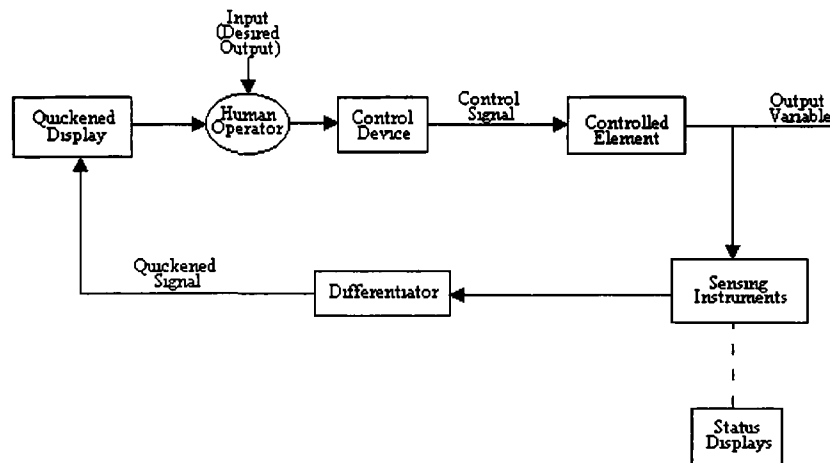 Input
(Desired
Output)
Quickened
Display
Human
Operator
Control
Device
Control
Signal
Controlled
Element
Output
Variable
Quickened
Signal
Differentiator
Sensing
Instruments
Status
Displays